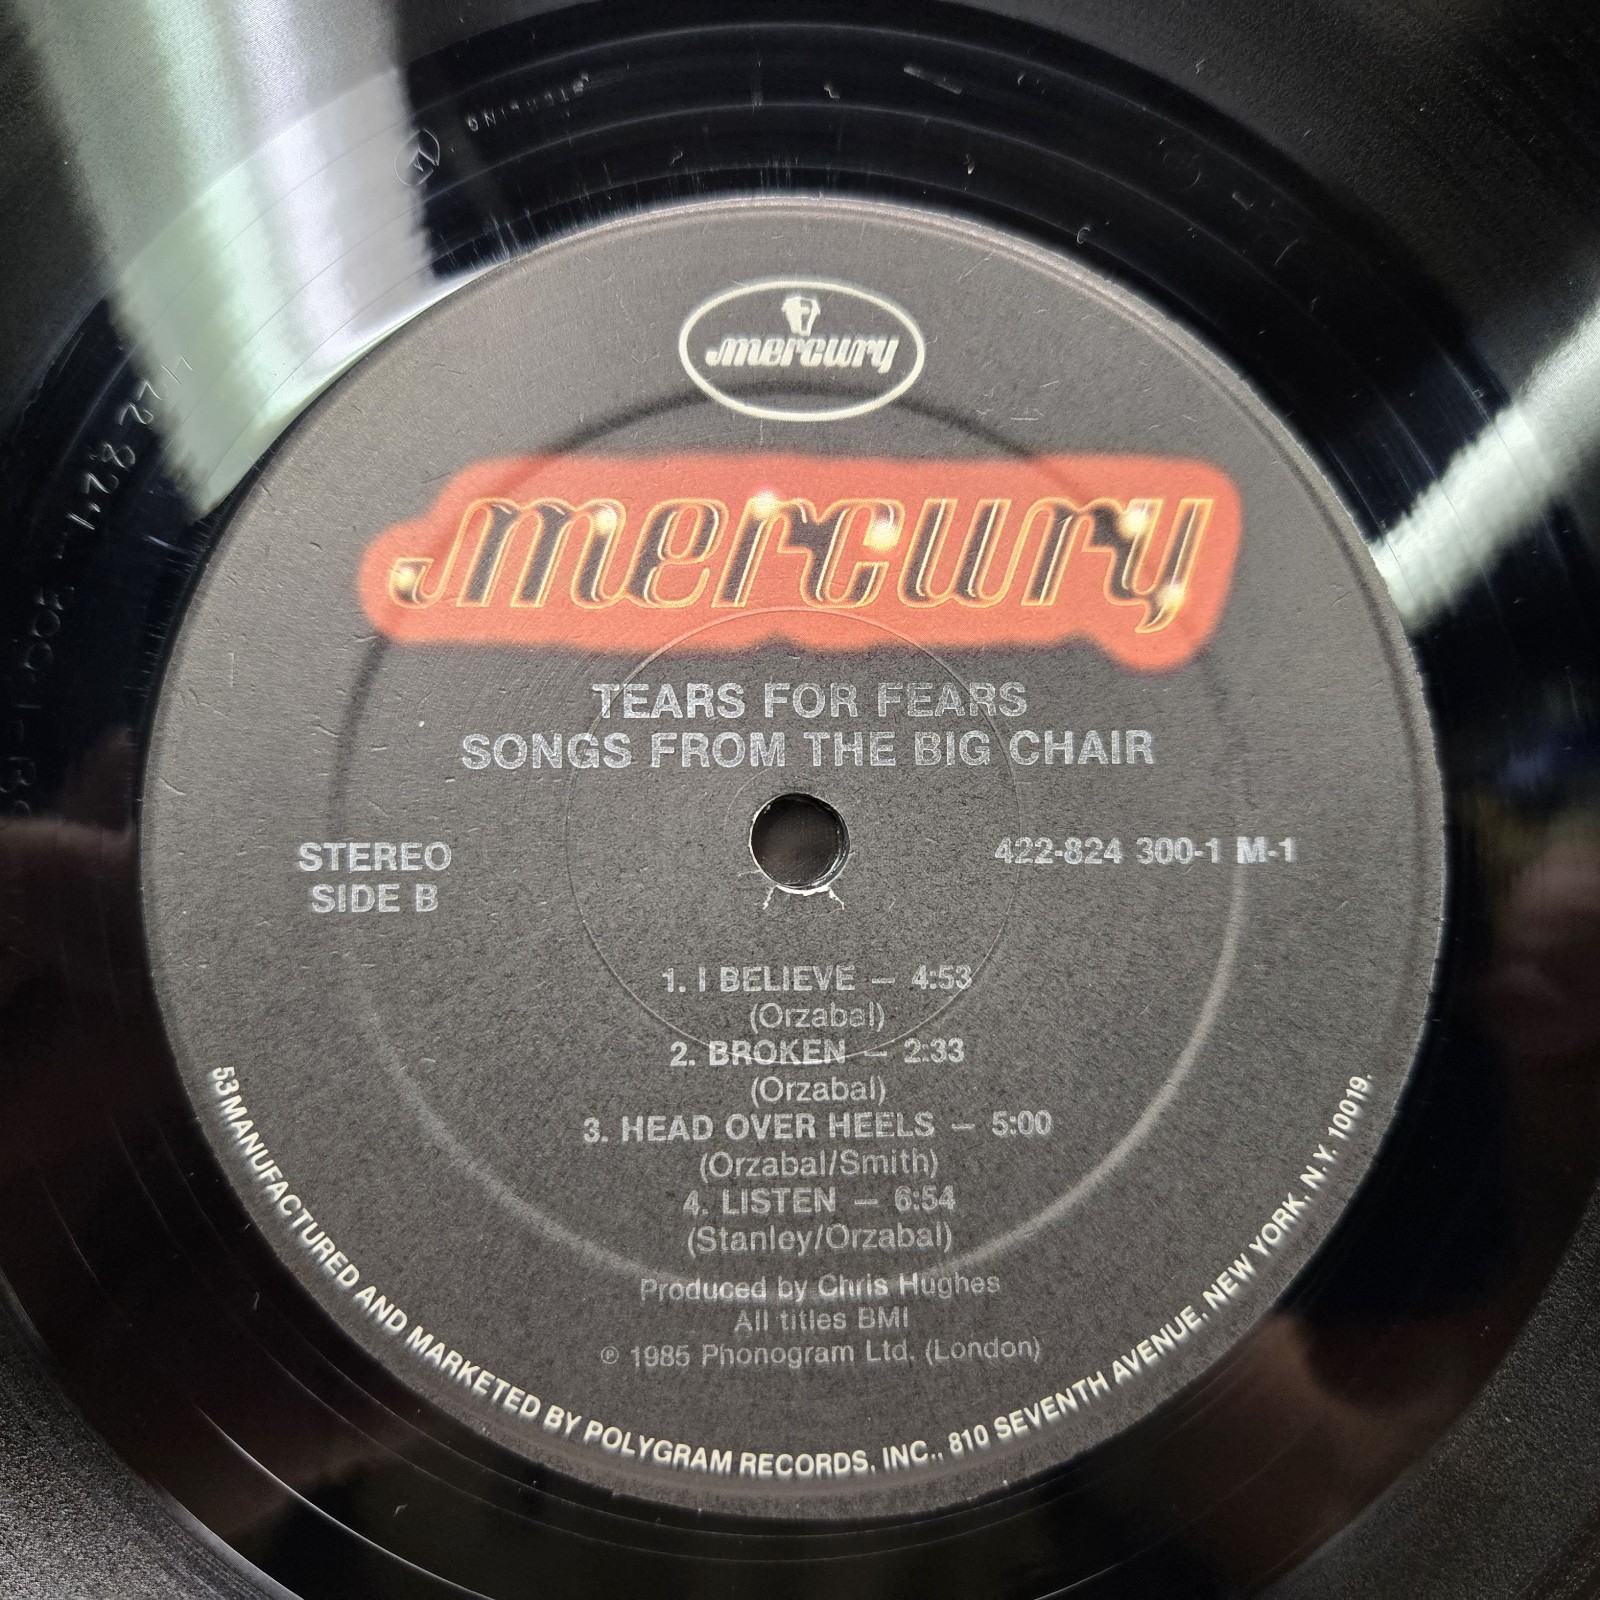 mercury
mercury
TEARS FOR FEARS
SONGS FROM THE BIG CHAIR
STEREO
SIDE B
422-824 300-1 M-1
1. I BELIEVE — 4:53
(Orzabal)
2. BROKEN — 2:33
(Orzabal)
3. HEAD OVER HEELS — 5:00
(Orzabal/Smith)
4. LISTEN — 6:54
(Stanley/Orzabal)
Produced by Chris Hughes
All titles BMI
℗ 1985 Phonogram Ltd. (London)
53 MANUFACTURED AND MARKETED BY POLYGRAM RECORDS, INC., 810 SEVENTH AVENUE, NEW YORK, N.Y. 10019.